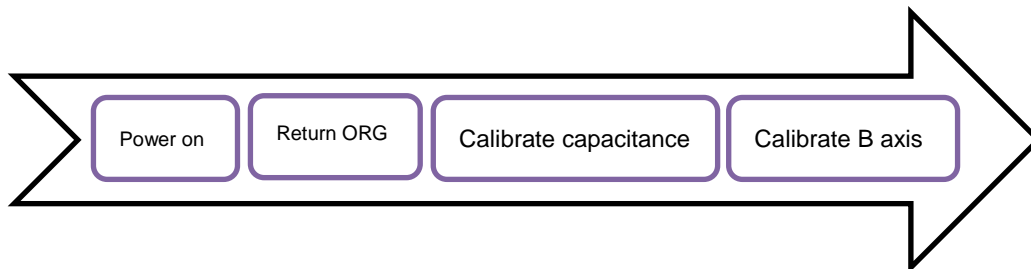 Power on
Return ORG
Calibrate capacitance
Calibrate B axis